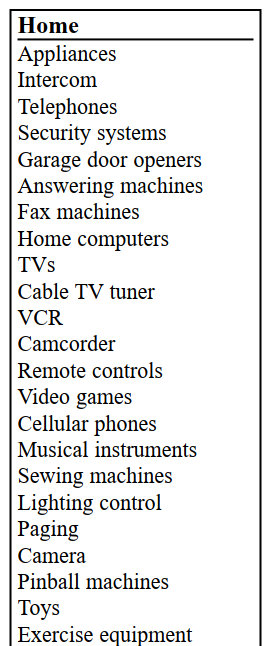 Home
Appliances
Intercom
Telephones
Security systems
Garage door openers
Answering machines
Fax machines
Home computers
TVs
Cable TV tuner
VCR
Camcorder
Remote controls
Video games
Cellular phones
Musical instruments
Sewing machines
Lighting control
Paging
Camera
Pinball machines
Toys
Exercise equipment